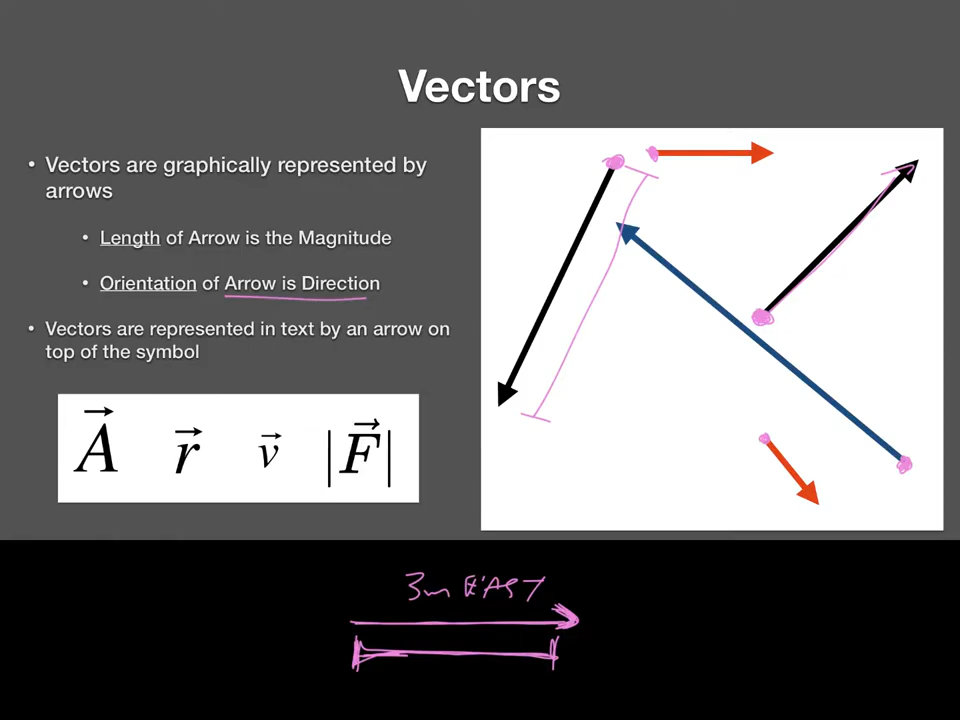 Vectors
• Vectors are graphically represented by
arrows
• Length of Arrow is the Magnitude
• Orientation of Arrow is Direction
• Vectors are represented in text by an arrow on
top of the symbol
A⃗ r⃗ v⃗ |F⃗|
3m EAST